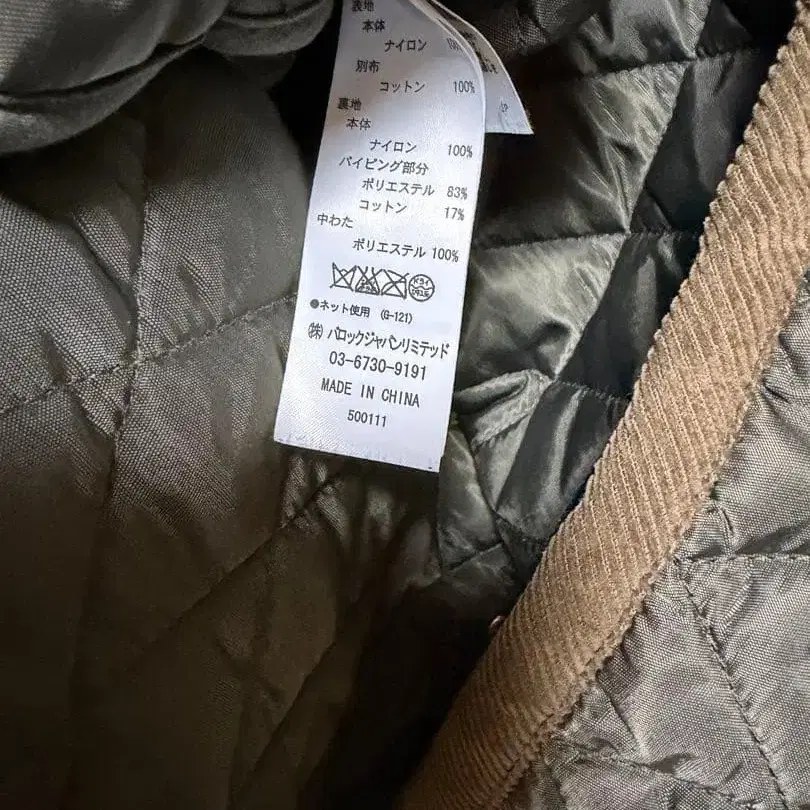 表地
本体
ナイロン 100%
別布
コットン 100%
裏地
本体
ナイロン 100%
パイピング部分
ポリエステル 83%
コットン 17%
中わた
ポリエステル 100%
ドライ
●ネット使用 (G-121)
㈱バロックジャパンリミテッド
03-6730-9191
MADE IN CHINA
500111